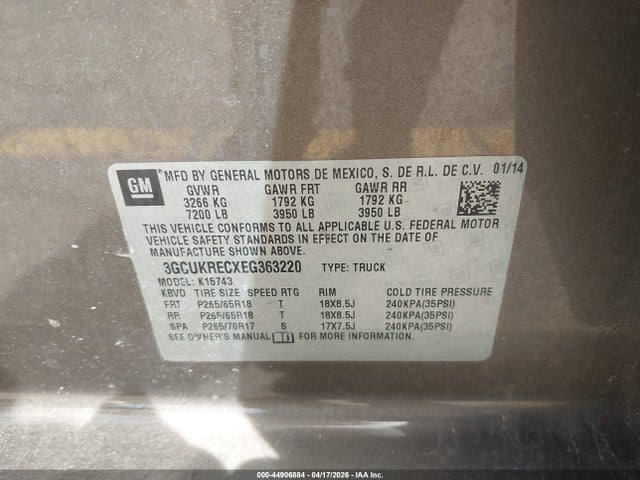 GM
MFD BY GENERAL MOTORS DE MEXICO, S. DE R.L. DE C.V. 01/14
GVWR GAWR FRT GAWR RR
3266 KG 1792 KG 1792 KG
7200 LB 3950 LB 3950 LB
THIS VEHICLE CONFORMS TO ALL APPLICABLE U.S. FEDERAL MOTOR
VEHICLE SAFETY STANDARDS IN EFFECT ON THE DATE OF
MANUFACTURE SHOWN ABOVE.
3GCUKRECXEG363220 TYPE: TRUCK
MODEL: K15743
KBVD TIRE SIZE SPEED RTG RIM COLD TIRE PRESSURE
FRT P265/65R18 T 18X8.5J 240KPA(35PSI)
RR P265/65R18 T 18X8.5J 240KPA(35PSI)
SPA P265/70R17 S 17X7.5J 240KPA(35PSI)
SEE OWNER'S MANUAL FOR MORE INFORMATION.
000-44906884 | 04/17/2026 - IAA Inc.